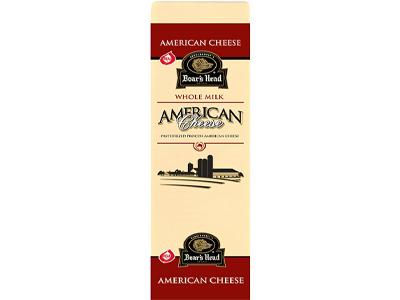 AMERICAN CHEESE
Boar's Head
WHOLE MILK
AMERICAN
Cheese
PASTEURIZED PROCESS AMERICAN CHEESE
Boar's Head
AMERICAN CHEESE